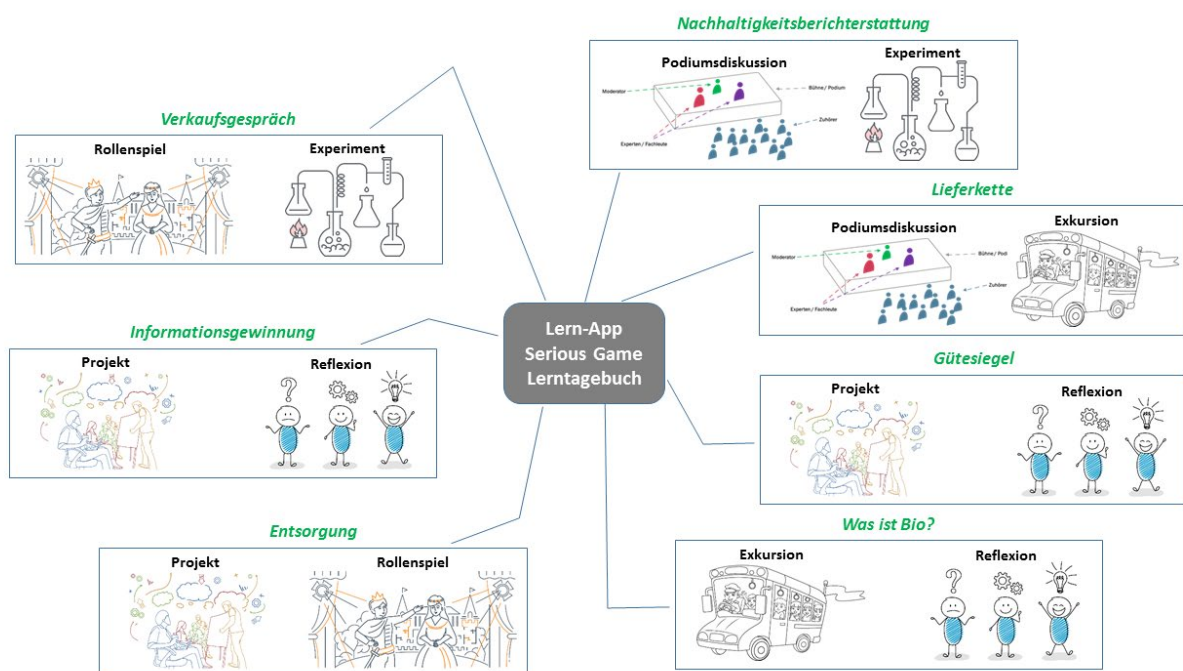 Nachhaltigkeitsberichterstattung
Podiumsdiskussion
Experiment
Moderator
Bühne / Podium
Zuhörer
Experten / Fachleute
Verkaufsgespräch
Rollenspiel
Experiment
Lieferkette
Podiumsdiskussion
Exkursion
Moderator
Bühne / Podi
Zuhörer
Experten / Fachleute
Lern-App
Serious Game
Lerntagebuch
Informationsgewinnung
Projekt
Reflexion
?
Gütesiegel
Projekt
Reflexion
?
Entsorgung
Projekt
Rollenspiel
Was ist Bio?
Exkursion
Reflexion
?